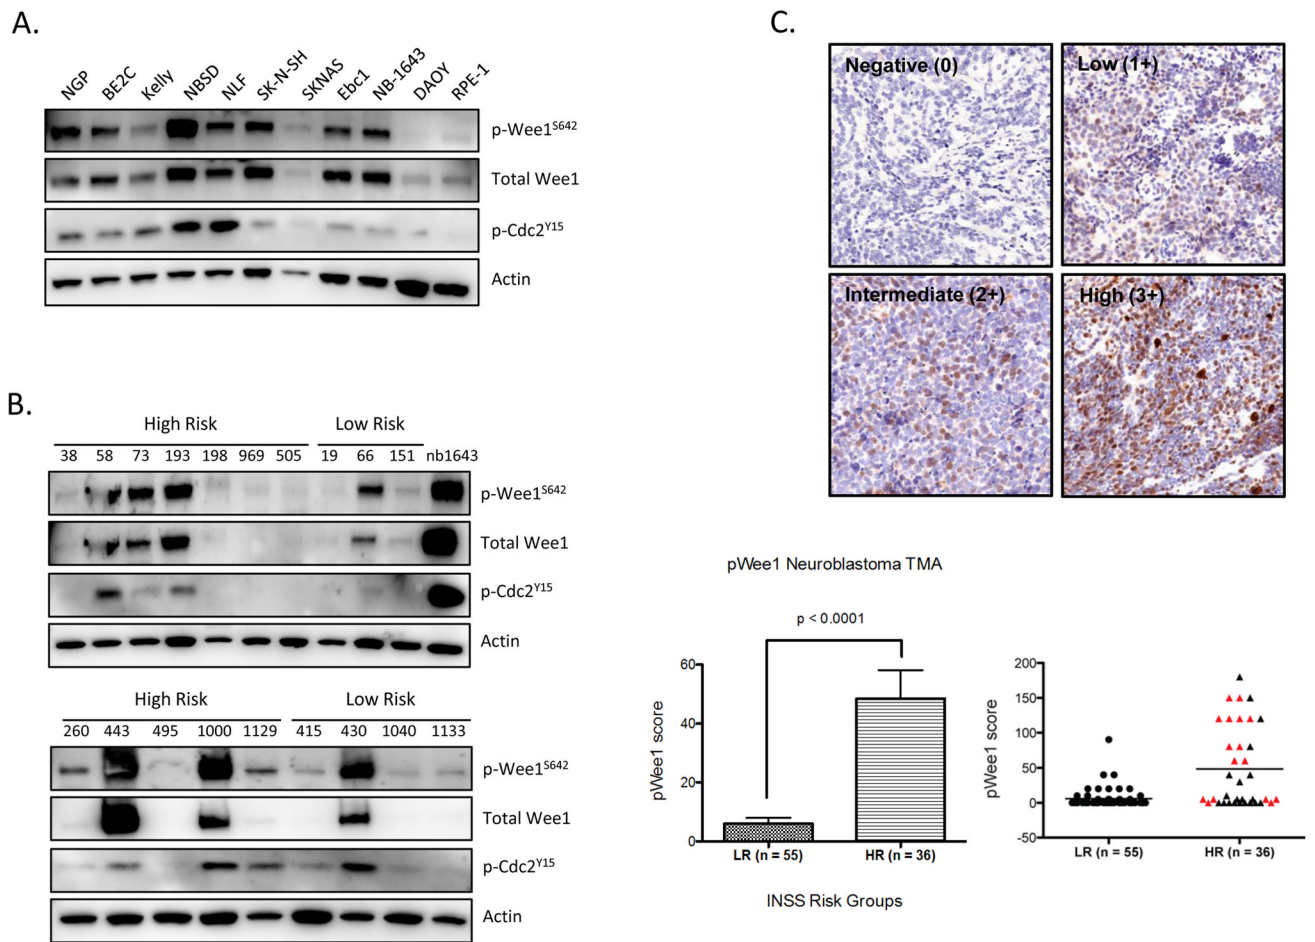 A.
NGP BE2C Kelly NBSD NLF SK-N-SH SKNAS Ebc1 NB-1643 DAOY RPE-1
p-Wee1S642
Total Wee1
p-Cdc2Y15
Actin
B.
High Risk Low Risk
38 58 73 193 198 969 505 19 66 151 nb1643
p-Wee1S642
Total Wee1
p-Cdc2Y15
Actin
High Risk Low Risk
260 443 495 1000 1129 415 430 1040 1133
p-Wee1S642
Total Wee1
p-Cdc2Y15
Actin
C.
Negative (0) Low (1+)
Intermediate (2+) High (3+)
pWee1 Neuroblastoma TMA
p < 0.0001
pWee1 score
60
40
20
0
LR (n = 55) HR (n = 36)
INSS Risk Groups
pWee1 score
200
150
100
50
0
-50
LR (n = 55) HR (n = 36)